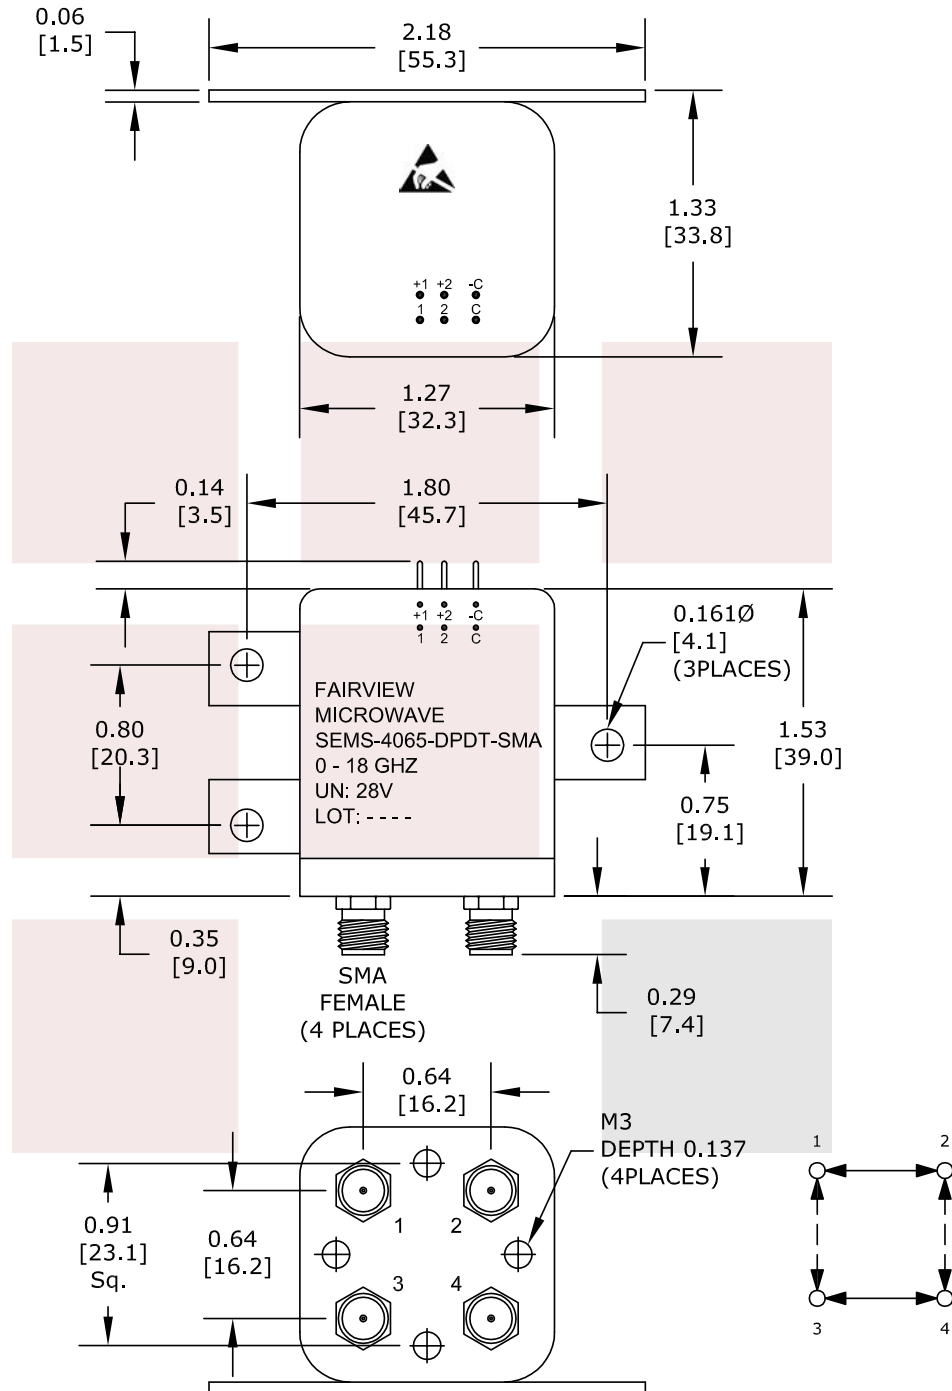 0.06
[1.5]
2.18
[55.3]
1.33
[33.8]
+1 +2 -C
1 2 C
1.27
[32.3]
0.14
[3.5]
1.80
[45.7]
+1 +2 -C
1 2 C
0.161Ø
[4.1]
(3PLACES)
0.80
[20.3]
FAIRVIEW
MICROWAVE
SEMS-4065-DPDT-SMA
0 - 18 GHZ
UN: 28V
LOT: - - - -
1.53
[39.0]
0.75
[19.1]
0.35
[9.0]
SMA
FEMALE
(4 PLACES)
0.29
[7.4]
0.64
[16.2]
M3
DEPTH 0.137
(4PLACES)
0.91
[23.1]
Sq.
0.64
[16.2]
1 2
3 4
1 2
3 4